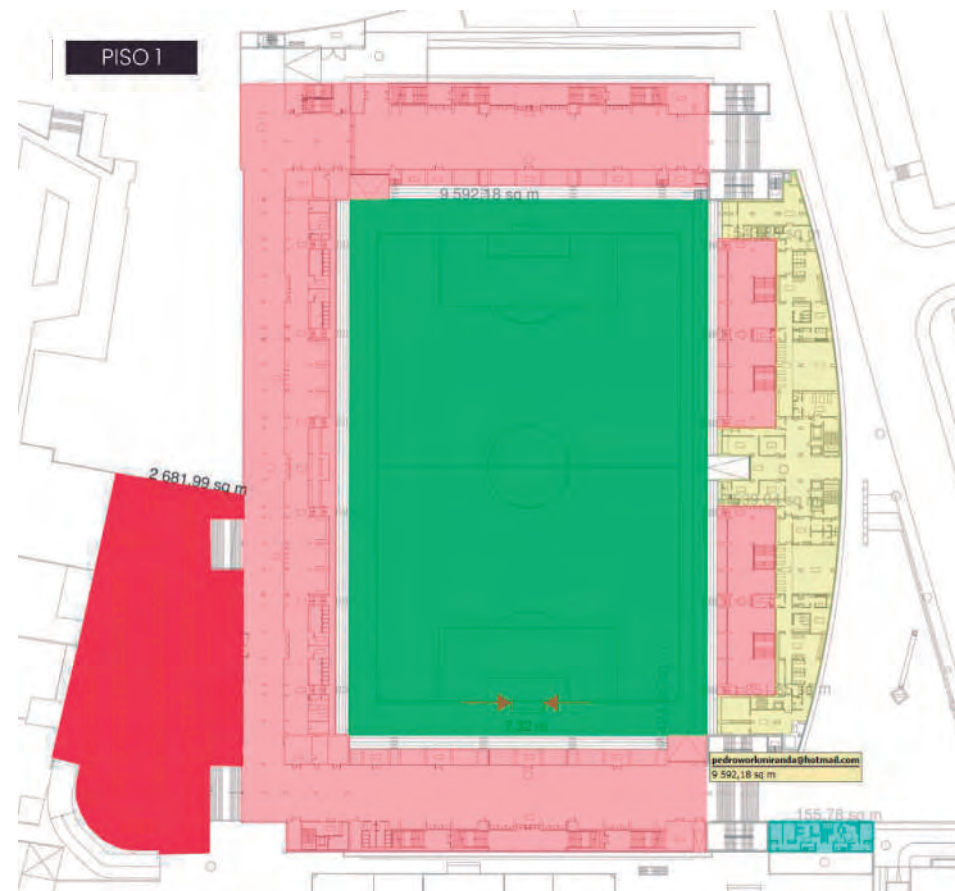 PISO 1
9 592,18 sq m
2 681,99 sq m
7.32 m
pedroworkmiranda@hotmail.com
9 592,18 sq m
155,78 sq m